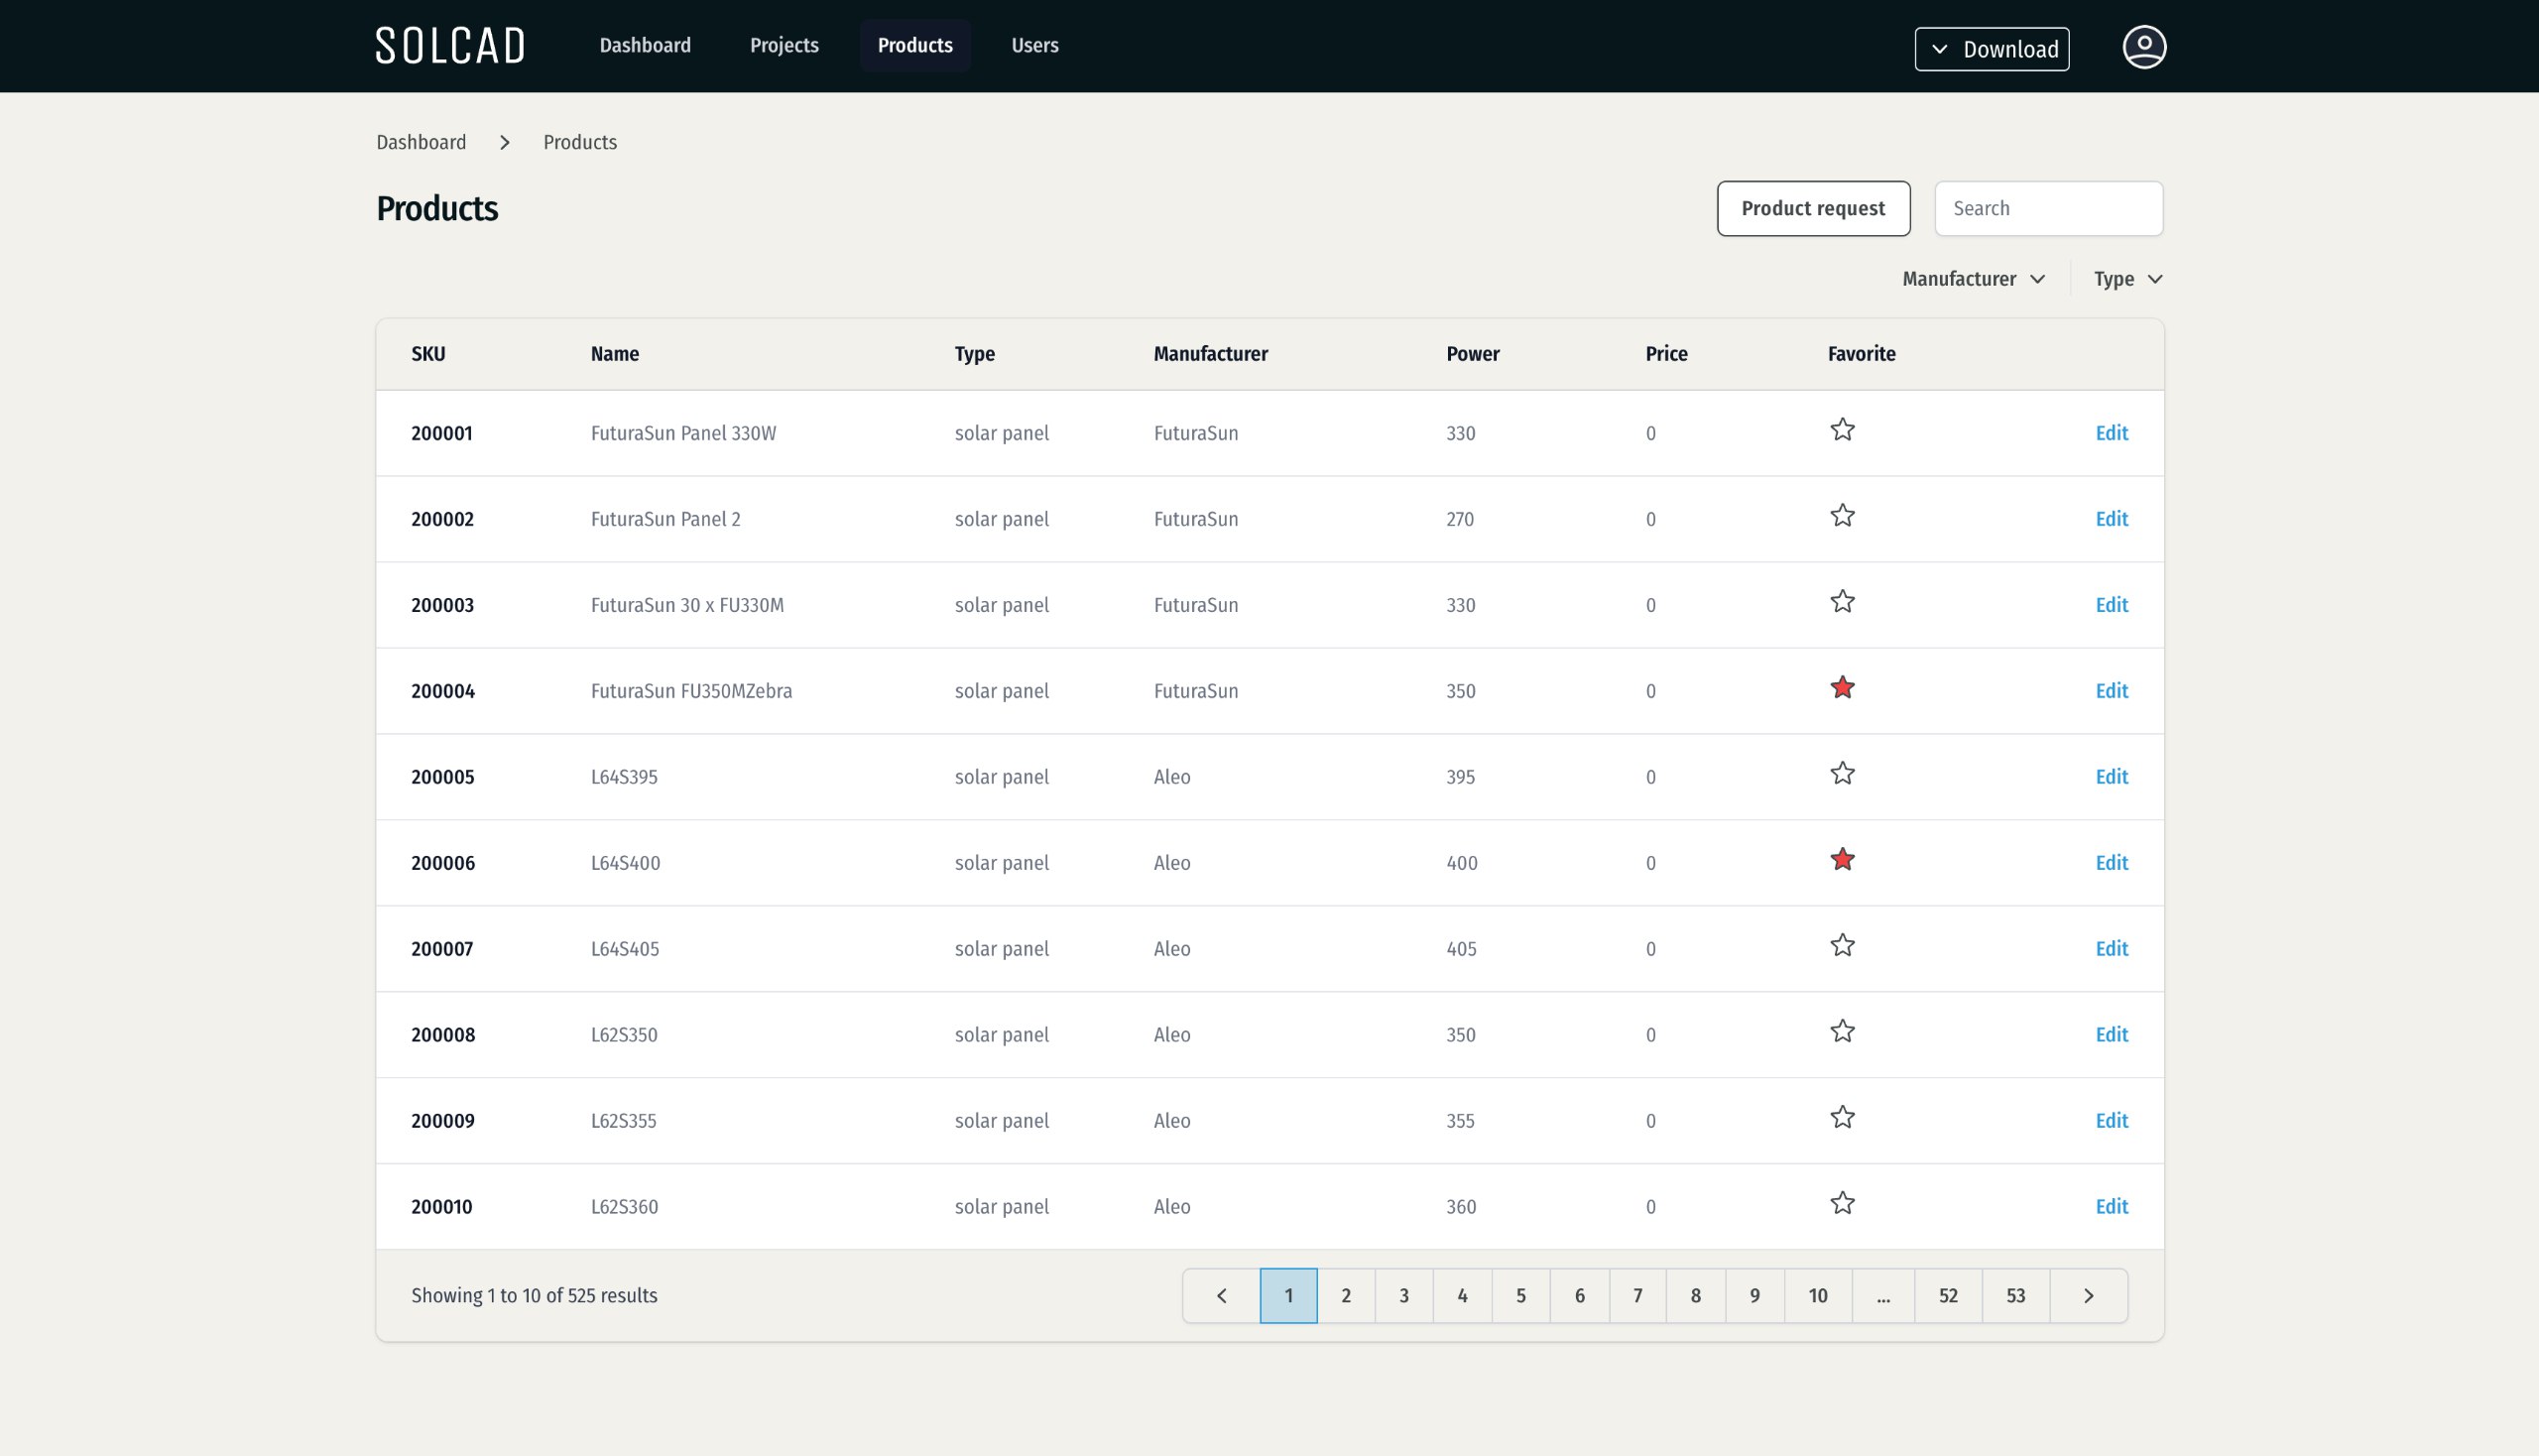 SOLCAD Dashboard Projects Products Users Download
Dashboard Products
Products Product request Search
Manufacturer Type
SKU Name Type Manufacturer Power Price Favorite
200001 FuturaSun Panel 330W solar panel FuturaSun 330 0 Edit
200002 FuturaSun Panel 2 solar panel FuturaSun 270 0 Edit
200003 FuturaSun 30 x FU330M solar panel FuturaSun 330 0 Edit
200004 FuturaSun FU350MZebra solar panel FuturaSun 350 0 Edit
200005 L64S395 solar panel Aleo 395 0 Edit
200006 L64S400 solar panel Aleo 400 0 Edit
200007 L64S405 solar panel Aleo 405 0 Edit
200008 L62S350 solar panel Aleo 350 0 Edit
200009 L62S355 solar panel Aleo 355 0 Edit
200010 L62S360 solar panel Aleo 360 0 Edit
Showing 1 to 10 of 525 results 1 2 3 4 5 6 7 8 9 10 ... 52 53